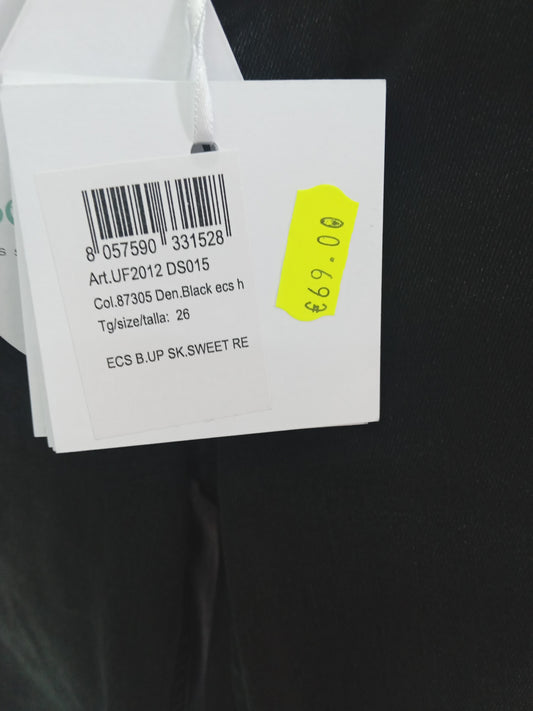 8 057590 331528
Art.UF2012 DS015
Col.87305 Den.Black ecs h
Tg/size/talla: 26
ECS B.UP SK.SWEET RE
£69.00